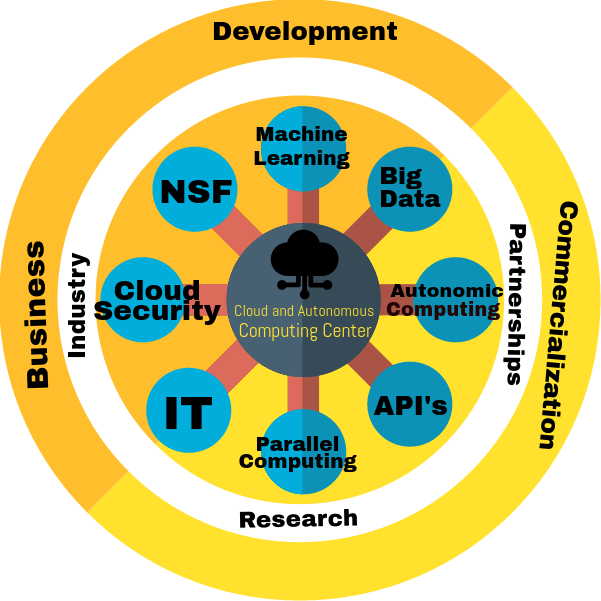 Development
Machine
Learning
NSF
Big
Data
Business
Industry
Cloud
Security
Cloud and Autonomous
Computing Center
Autonomic
Computing
Partnerships
Commercialization
IT
API's
Parallel
Computing
Research